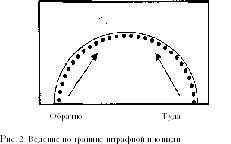 Обратно Туда
Рис. 2. Ведение по границе штрафной площади